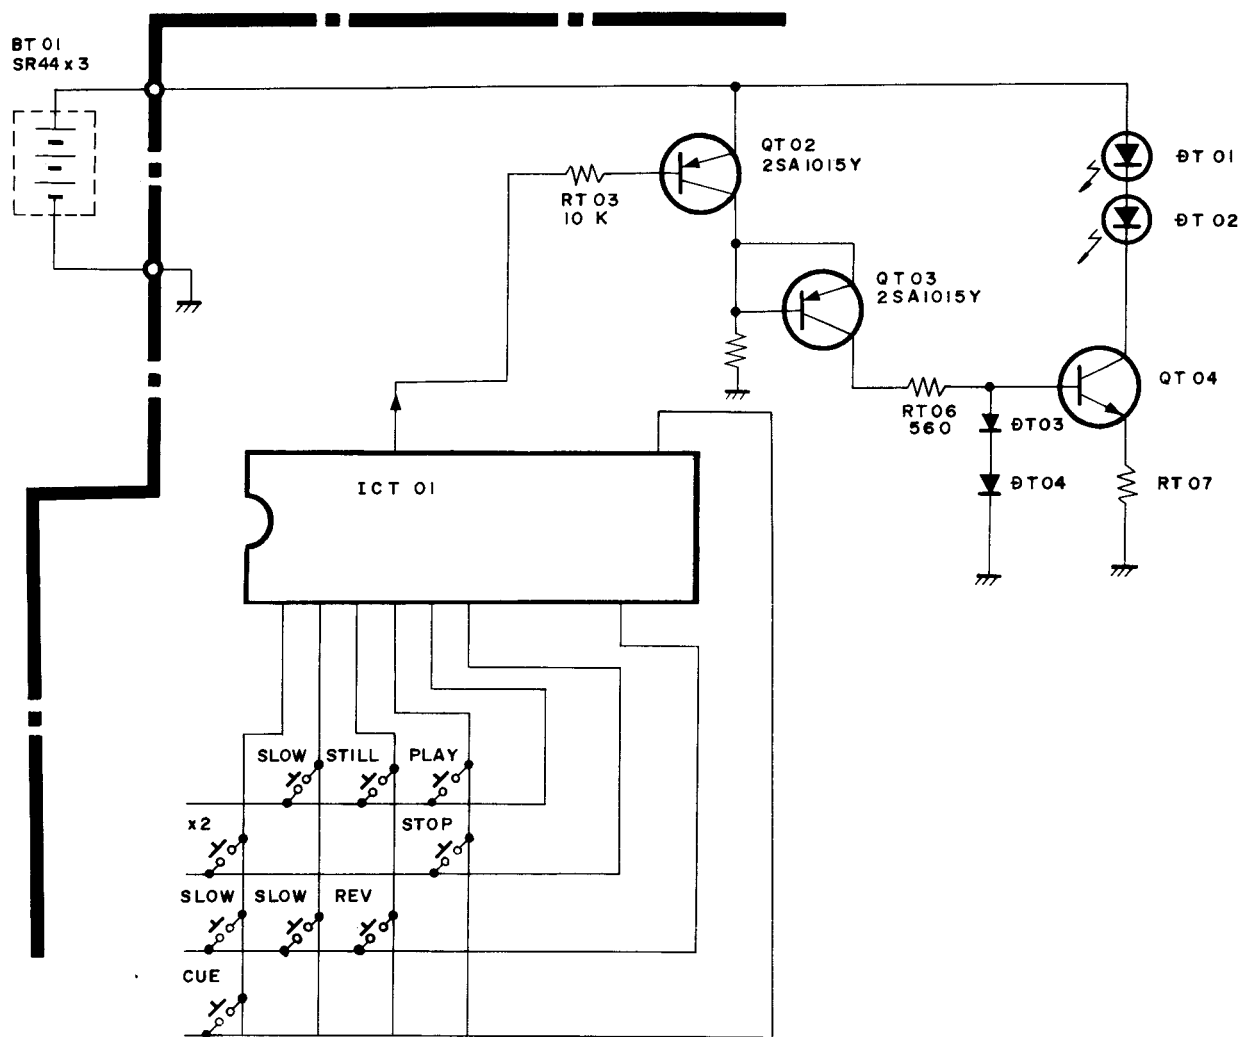 BT 01
SR44 x 3
QT 02
2SA1015Y
RT 03
10 K
ÐT 01
ÐT 02
QT 03
2SA1015Y
QT 04
RT 06
560
ÐT03
ÐT04
RT 07
ICT 01
SLOW STILL PLAY
x2 STOP
SLOW SLOW REV
CUE